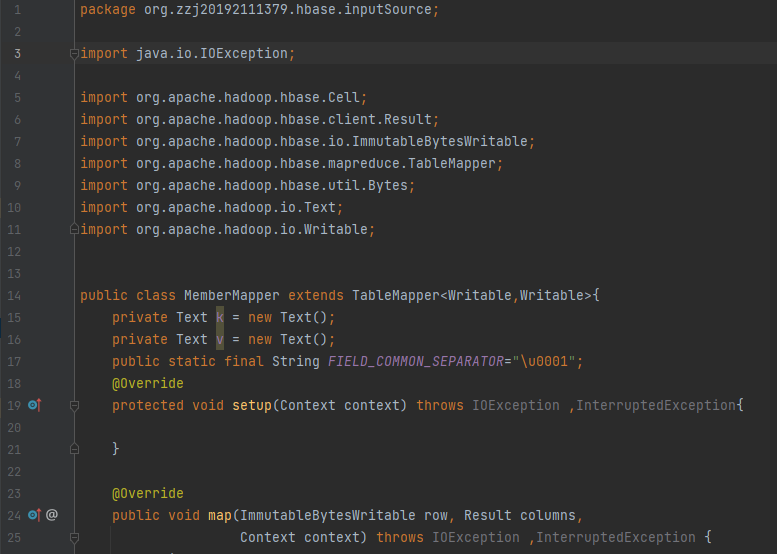 1 package org.zzj20192111379.hbase.inputSource;
2
3 import java.io.IOException;
4
5 import org.apache.hadoop.hbase.Cell;
6 import org.apache.hadoop.hbase.client.Result;
7 import org.apache.hadoop.hbase.io.ImmutableBytesWritable;
8 import org.apache.hadoop.hbase.mapreduce.TableMapper;
9 import org.apache.hadoop.hbase.util.Bytes;
10 import org.apache.hadoop.io.Text;
11 import org.apache.hadoop.io.Writable;
12
13
14 public class MemberMapper extends TableMapper<Writable,Writable>{
15     private Text k = new Text();
16     private Text v = new Text();
17     public static final String FIELD_COMMON_SEPARATOR="\u0001";
18     @Override
19     protected void setup(Context context) throws IOException ,InterruptedException{
20
21     }
22
23     @Override
24 @     public void map(ImmutableBytesWritable row, Result columns,
25                     Context context) throws IOException ,InterruptedException {